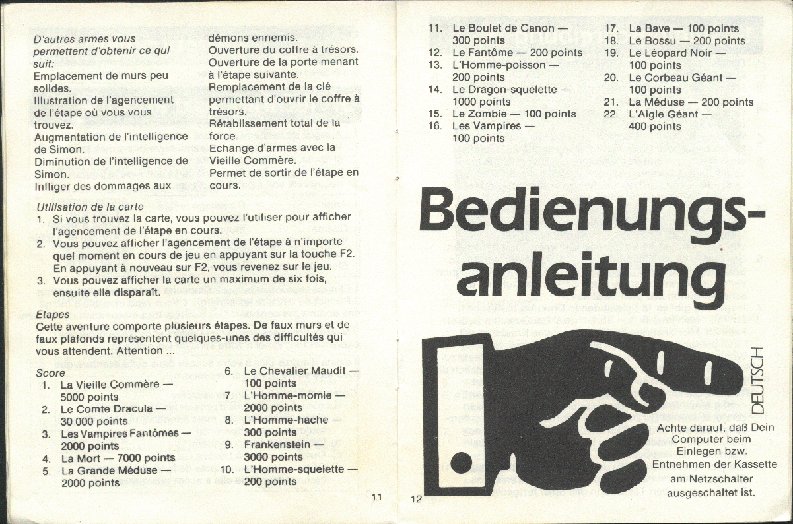 D'autres armes vous
permettent d'obtenir ce qui
suit:
Emplacement de murs peu
solides.
Illustration de l'agencement
de l'étape où vous vous
trouvez.
Augmentation de l'intelligence
de Simon.
Diminution de l'intelligence de
Simon.
Infliger des dommages aux
démons ennemis.
Ouverture du coffre à trésors.
Ouverture de la porte menant
à l'étape suivante.
Remplacement de la clé
permettant d'ouvrir le coffre à
trésors.
Rétablissement total de la
force.
Echange d'armes avec la
Vieille Commère.
Permet de sortir de l'étape en
cours.
Utilisation de la carte
1. Si vous trouvez la carte, vous pouvez l'utiliser pour afficher
l'agencement de l'étape en cours.
2. Vous pouvez afficher l'agencement de l'étape à n'importe
quel moment en cours de jeu en appuyant sur la touche F2.
En appuyant à nouveau sur F2, vous revenez sur le jeu.
3. Vous pouvez afficher la carte un maximum de six fois,
ensuite elle disparaît.
Etapes
Cette aventure comporte plusieurs étapes. De faux murs et de
faux plafonds représentent quelques-unes des difficultés qui
vous attendent. Attention ...
Score
1. La Vieille Commère —
5000 points
2. Le Comte Dracula —
30 000 points
3. Les Vampires Fantômes —
2000 points
4. La Mort — 7000 points
5. La Grande Méduse —
2000 points
6. Le Chevalier Maudit —
100 points
7. L'Homme-momie —
2000 points
8. L'Homme-hache —
300 points
9. Frankenstein —
3000 points
10. L'Homme-squelette —
200 points
11
11. Le Boulet de Canon —
300 points
12. Le Fantôme — 200 points
13. L'Homme-poisson —
200 points
14. Le Dragon-squelette —
1000 points
15. Le Zombie — 100 points
16. Les Vampires —
100 points
17. La Bave — 100 points
18. Le Bossu — 200 points
19. Le Léopard Noir —
100 points
20. Le Corbeau Géant —
100 points
21. La Méduse — 200 points
22 L'Aigle Géant —
400 points
Bedienungs-
anleitung
DEUTSCH
Achte darauf, daß Dein
Computer beim
Einlegen bzw.
Entnehmen der Kassette
am Netzschalter
ausgeschaltet ist.
12